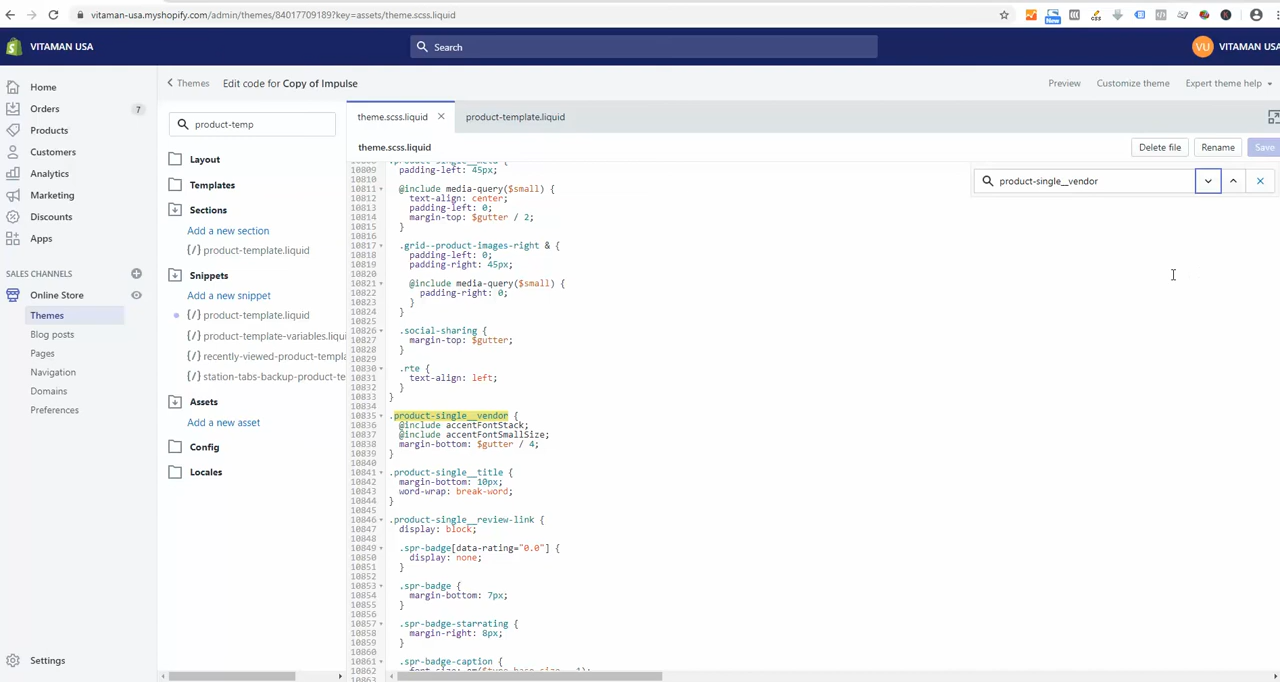 vitaman-usa.myshopify.com/admin/themes/84017709189?key=assets/theme.scss.liquid
VITAMAN USA
Search
VU VITAMAN USA
Home
Orders 7
Products
Customers
Analytics
Marketing
Discounts
Apps
SALES CHANNELS
Online Store
Themes
Blog posts
Pages
Navigation
Domains
Preferences
Settings
Themes Edit code for Copy of Impulse
Preview Customize theme Expert theme help
product-temp
Layout
Templates
Sections
Add a new section
{/} product-template.liquid
Snippets
Add a new snippet
{/} product-template.liquid
{/} product-template-variables.liqu
{/} recently-viewed-product-templa
{/} station-tabs-backup-product-te
Assets
Add a new asset
Config
Locales
theme.scss.liquid product-template.liquid
theme.scss.liquid
Delete file Rename Save
product-single__vendor
10809 padding-left: 45px;
10810
10811 @include media-query($small) {
10812 text-align: center;
10813 padding-left: 0;
10814 margin-top: $gutter / 2;
10815 }
10816
10817 .grid--product-images-right & {
10818 padding-left: 0;
10819 padding-right: 45px;
10820
10821 @include media-query($small) {
10822 padding-right: 0;
10823 }
10824 }
10825
10826 .social-sharing {
10827 margin-top: $gutter;
10828 }
10829
10830 .rte {
10831 text-align: left;
10832 }
10833 }
10834
10835 .product-single__vendor {
10836 @include accentFontStack;
10837 @include accentFontSmallSize;
10838 margin-bottom: $gutter / 4;
10839 }
10840
10841 .product-single__title {
10842 margin-bottom: 10px;
10843 word-wrap: break-word;
10844 }
10845
10846 .product-single__review-link {
10847 display: block;
10848
10849 .spr-badge[data-rating="0.0"] {
10850 display: none;
10851 }
10852
10853 .spr-badge {
10854 margin-bottom: 7px;
10855 }
10856
10857 .spr-badge-starrating {
10858 margin-right: 8px;
10859 }
10860
10861 .spr-badge-caption {
10862
10863